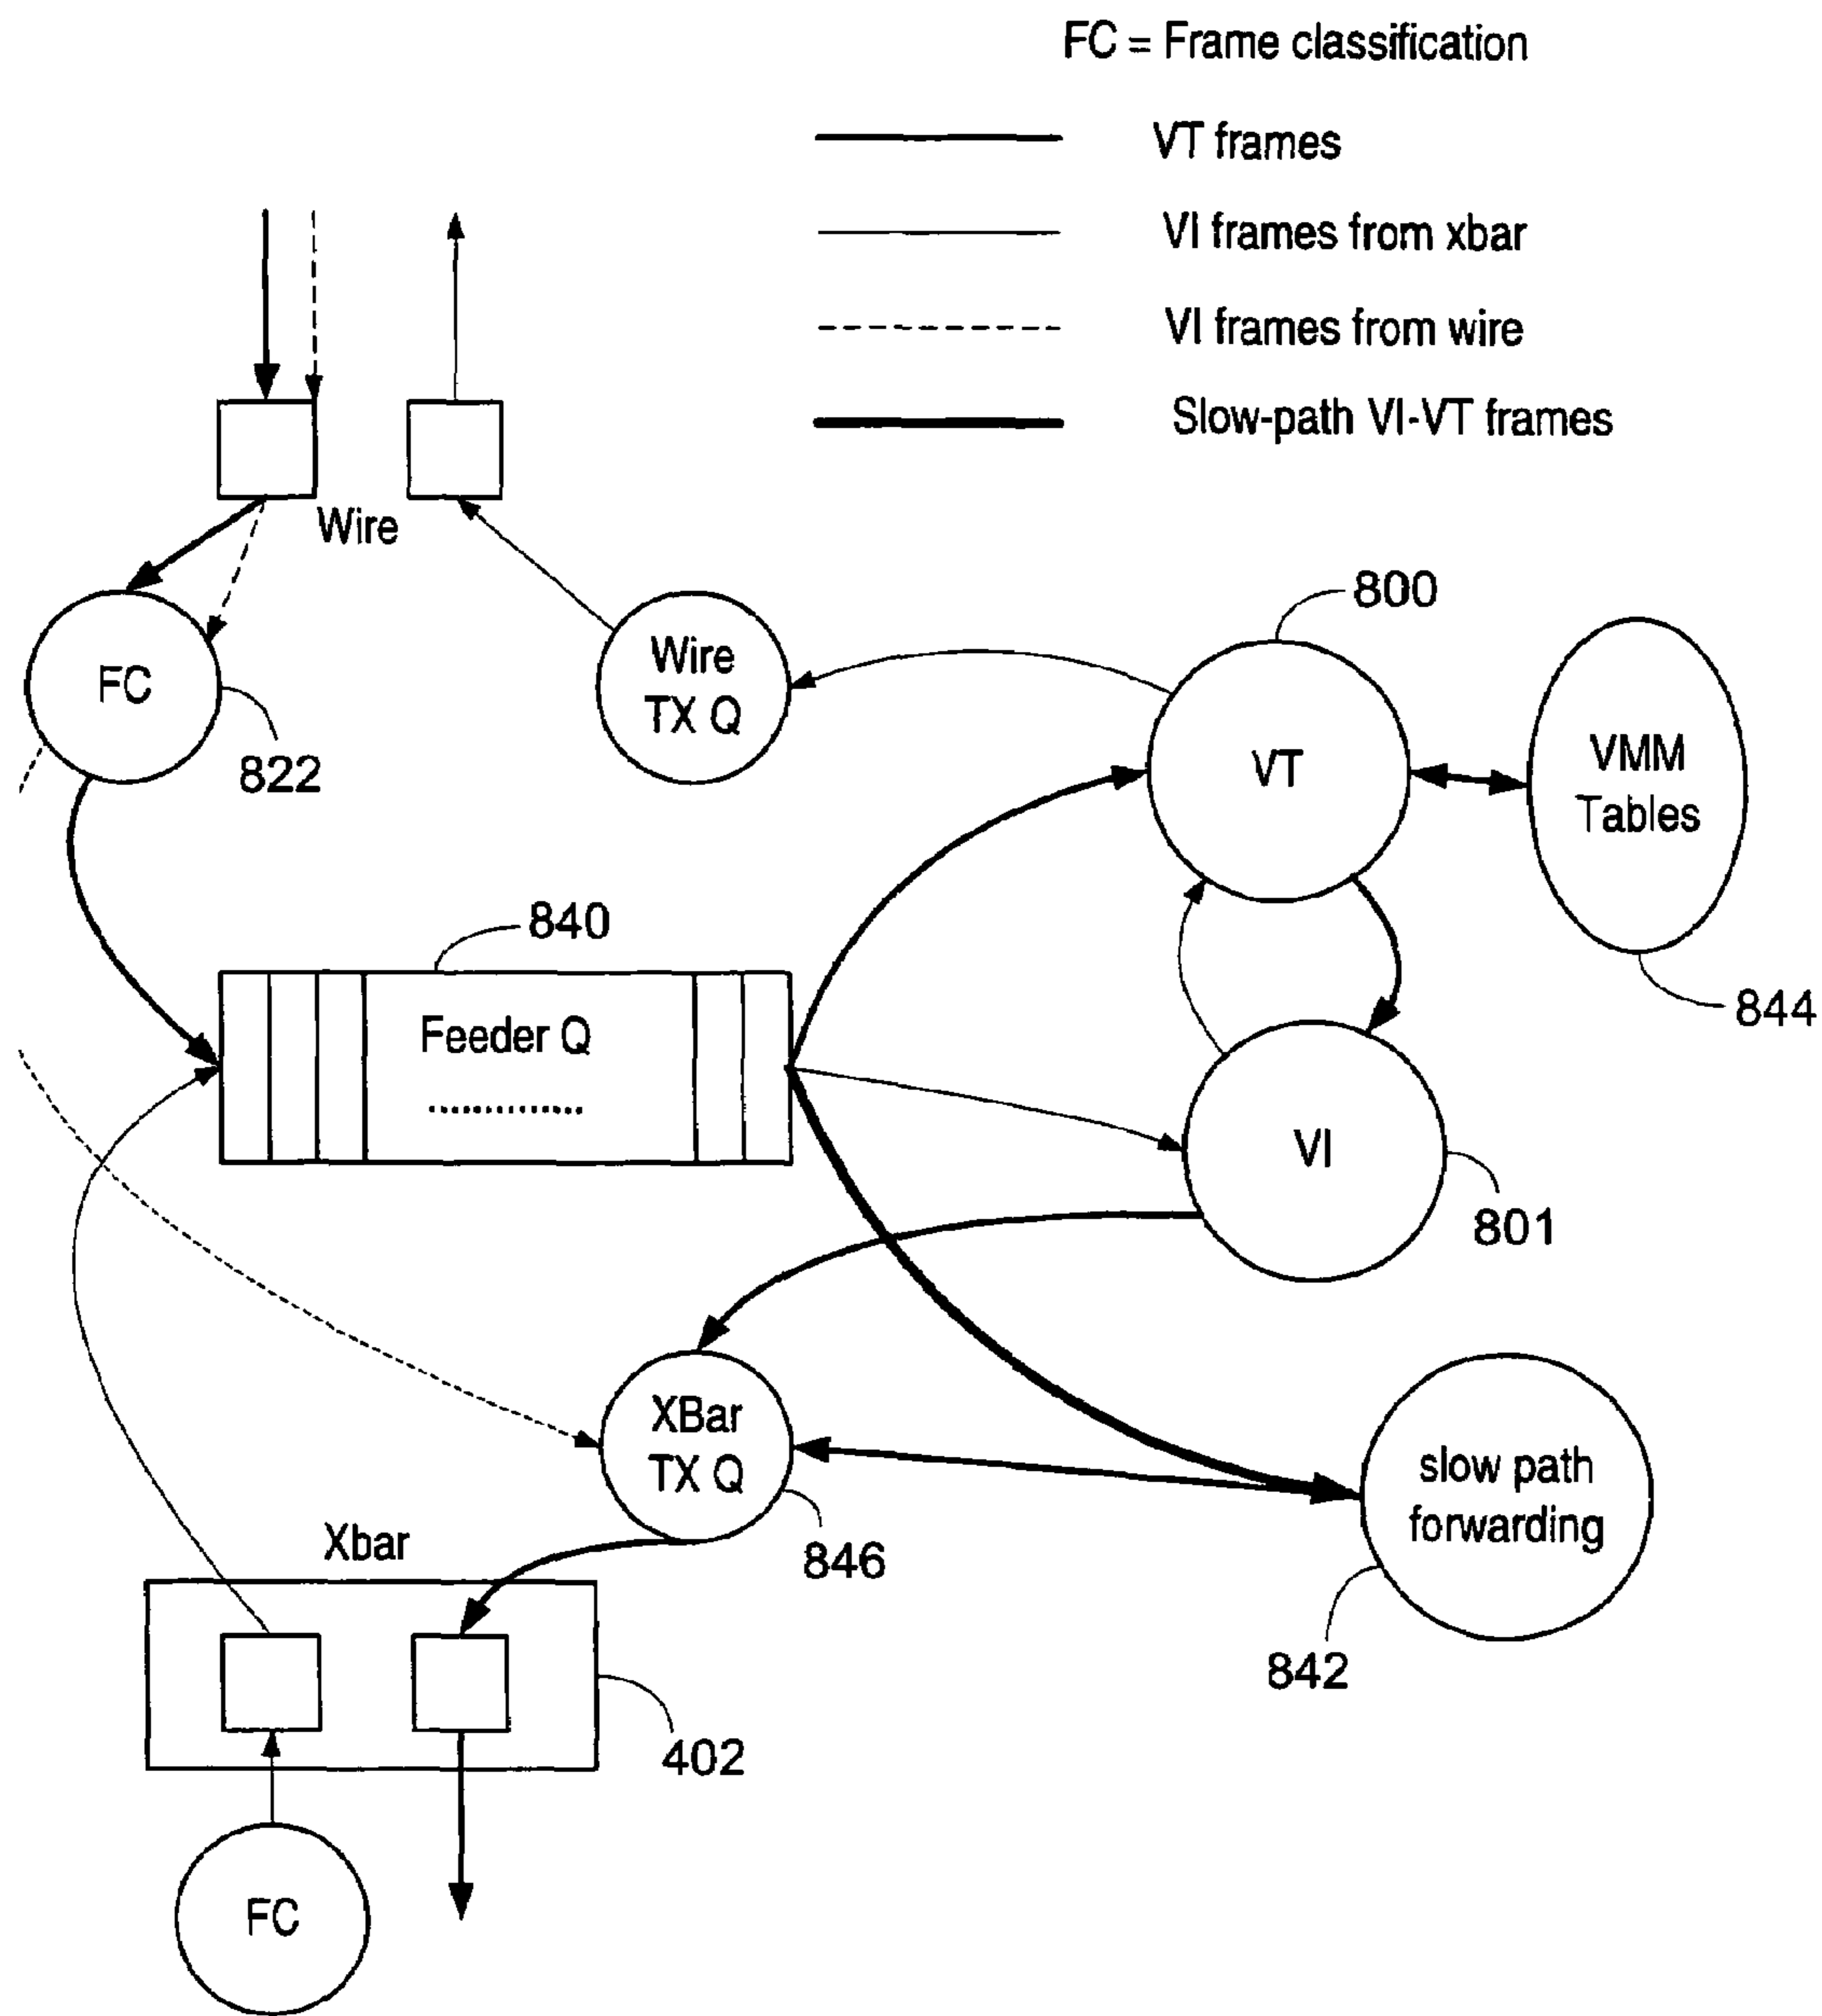 FC = Frame classification
VT frames
VI frames from xbar
VI frames from wire
Slow-path VI-VT frames
Wire
FC
822
Wire
TX Q
800
VT
VMM
Tables
844
840
Feeder Q
VI
801
XBar
TX Q
846
slow path
forwarding
842
Xbar
402
FC